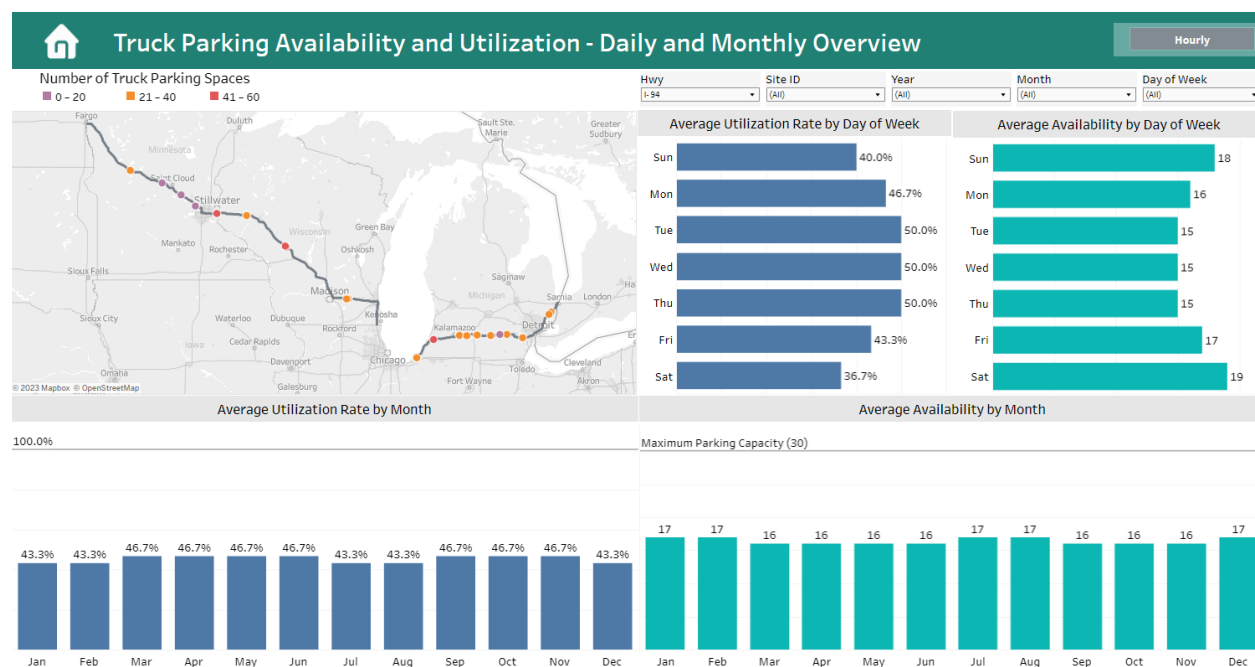 Truck Parking Availability and Utilization - Daily and Monthly Overview
Hourly
Number of Truck Parking Spaces
0 – 20
21 – 40
41 – 60
Hwy
Site ID
Year
Month
Day of Week
I-94
(All)
(All)
(All)
(All)
Fargo
Duluth
Sault Ste.
Marie
Greater
Sudbury
Minnesota
Saint Cloud
Stillwater
Wisconsin
Green Bay
Mankato
Rochester
Oshkosh
Sioux Falls
Saginaw
Michigan
Sarnia
London
Madison
Sioux City
Waterloo
Dubuque
Rockford
Kenosha
Kalamazoo
Detroit
Iowa
Cedar Rapids
Chicago
Davenport
Toledo
Cleveland
Omaha
Galesburg
Fort Wayne
Akron
© 2023 Mapbox © OpenStreetMap
Average Utilization Rate by Day of Week
Sun 40.0%
Mon 46.7%
Tue 50.0%
Wed 50.0%
Thu 50.0%
Fri 43.3%
Sat 36.7%
Average Availability by Day of Week
Sun 18
Mon 16
Tue 15
Wed 15
Thu 15
Fri 17
Sat 19
Average Utilization Rate by Month
100.0%
43.3% 43.3% 46.7% 46.7% 46.7% 46.7% 43.3% 43.3% 46.7% 46.7% 46.7% 43.3%
Jan Feb Mar Apr May Jun Jul Aug Sep Oct Nov Dec
Average Availability by Month
Maximum Parking Capacity (30)
17 17 16 16 16 16 17 17 16 16 16 17
Jan Feb Mar Apr May Jun Jul Aug Sep Oct Nov Dec